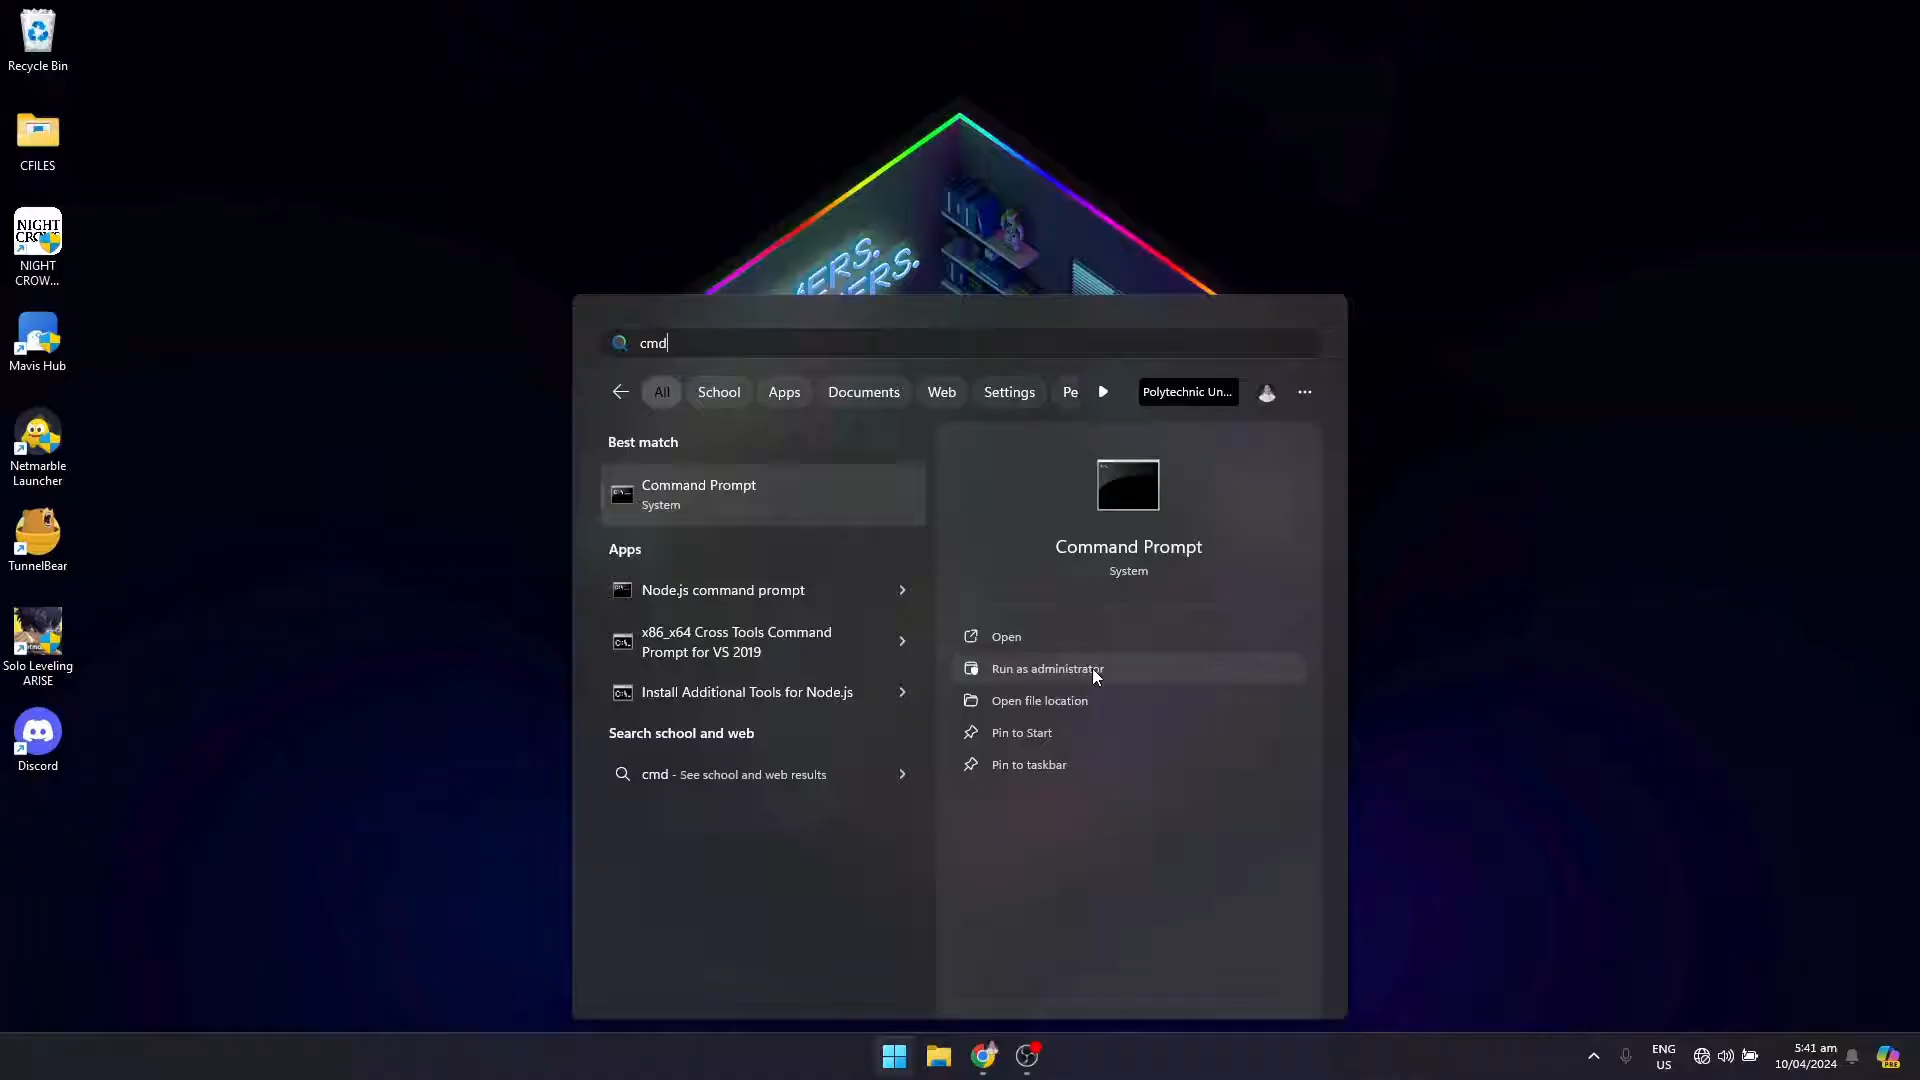 Recycle Bin
CFILES
NIGHT
CROW
NIGHT
CROW...
Mavis Hub
Netmarble
Launcher
TunnelBear
Solo Leveling
ARISE
Discord
cmd
All
School
Apps
Documents
Web
Settings
Pe
Polytechnic Un...
Best match
Command Prompt
System
Apps
Node.js command prompt
x86_x64 Cross Tools Command
Prompt for VS 2019
Install Additional Tools for Node.js
Search school and web
cmd - See school and web results
Command Prompt
System
Open
Run as administrator
Open file location
Pin to Start
Pin to taskbar
ENG
US
5:41 am
10/04/2024
PRE